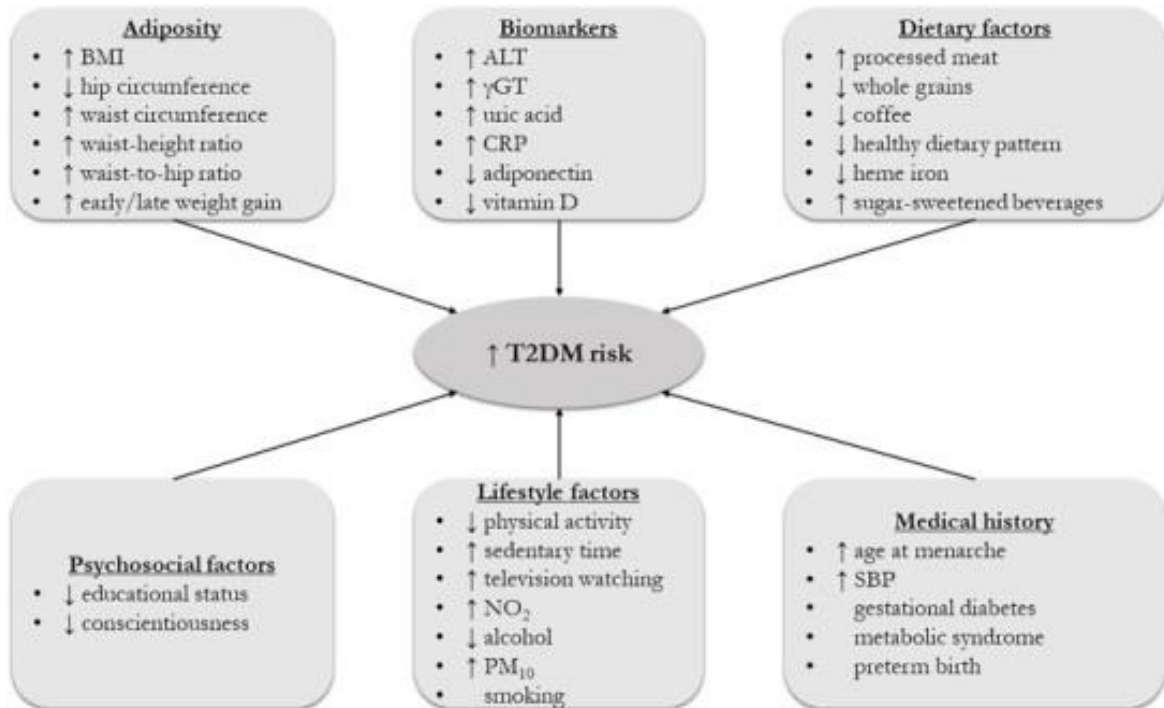 Adiposity
• ↑ BMI
• ↓ hip circumference
• ↑ waist circumference
• ↑ waist-height ratio
• ↑ waist-to-hip ratio
• ↑ early/late weight gain
Biomarkers
• ↑ ALT
• ↑ γGT
• ↑ uric acid
• ↑ CRP
• ↓ adiponectin
• ↓ vitamin D
Dietary factors
• ↑ processed meat
• ↓ whole grains
• ↓ coffee
• ↓ healthy dietary pattern
• ↓ heme iron
• ↑ sugar-sweetened beverages
↑ T2DM risk
Psychosocial factors
• ↓ educational status
• ↓ conscientiousness
Lifestyle factors
• ↓ physical activity
• ↑ sedentary time
• ↑ television watching
• ↑ NO₂
• ↓ alcohol
• ↑ PM₁₀
• smoking
Medical history
• ↑ age at menarche
• ↑ SBP
• gestational diabetes
• metabolic syndrome
• preterm birth